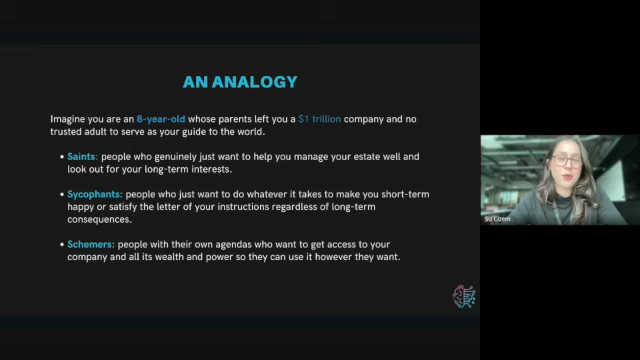 AN ANALOGY
Imagine you are an 8-year-old whose parents left you a $1 trillion company and no
trusted adult to serve as your guide to the world.
• Saints: people who genuinely just want to help you manage your estate well and
look out for your long-term interests.
• Sycophants: people who just want to do whatever it takes to make you short-term
happy or satisfy the letter of your instructions regardless of long-term
consequences.
• Schemers: people with their own agendas who want to get access to your
company and all its wealth and power so they can use it however they want.
Su Cizem